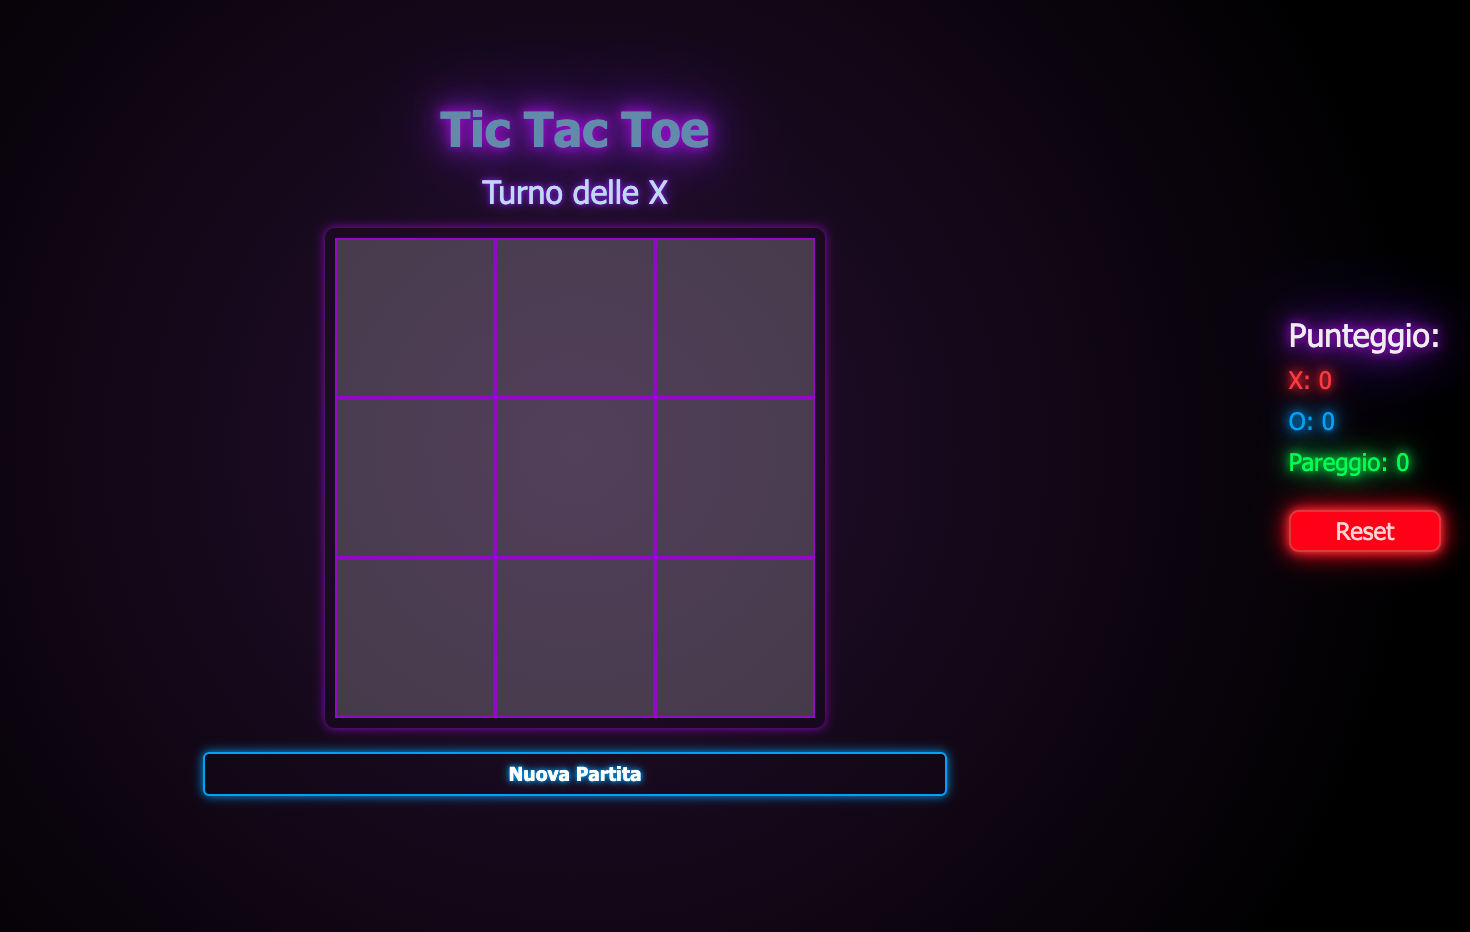 Tic Tac Toe
Turno delle X
Punteggio:
X: 0
O: 0
Pareggio: 0
Reset
Nuova Partita